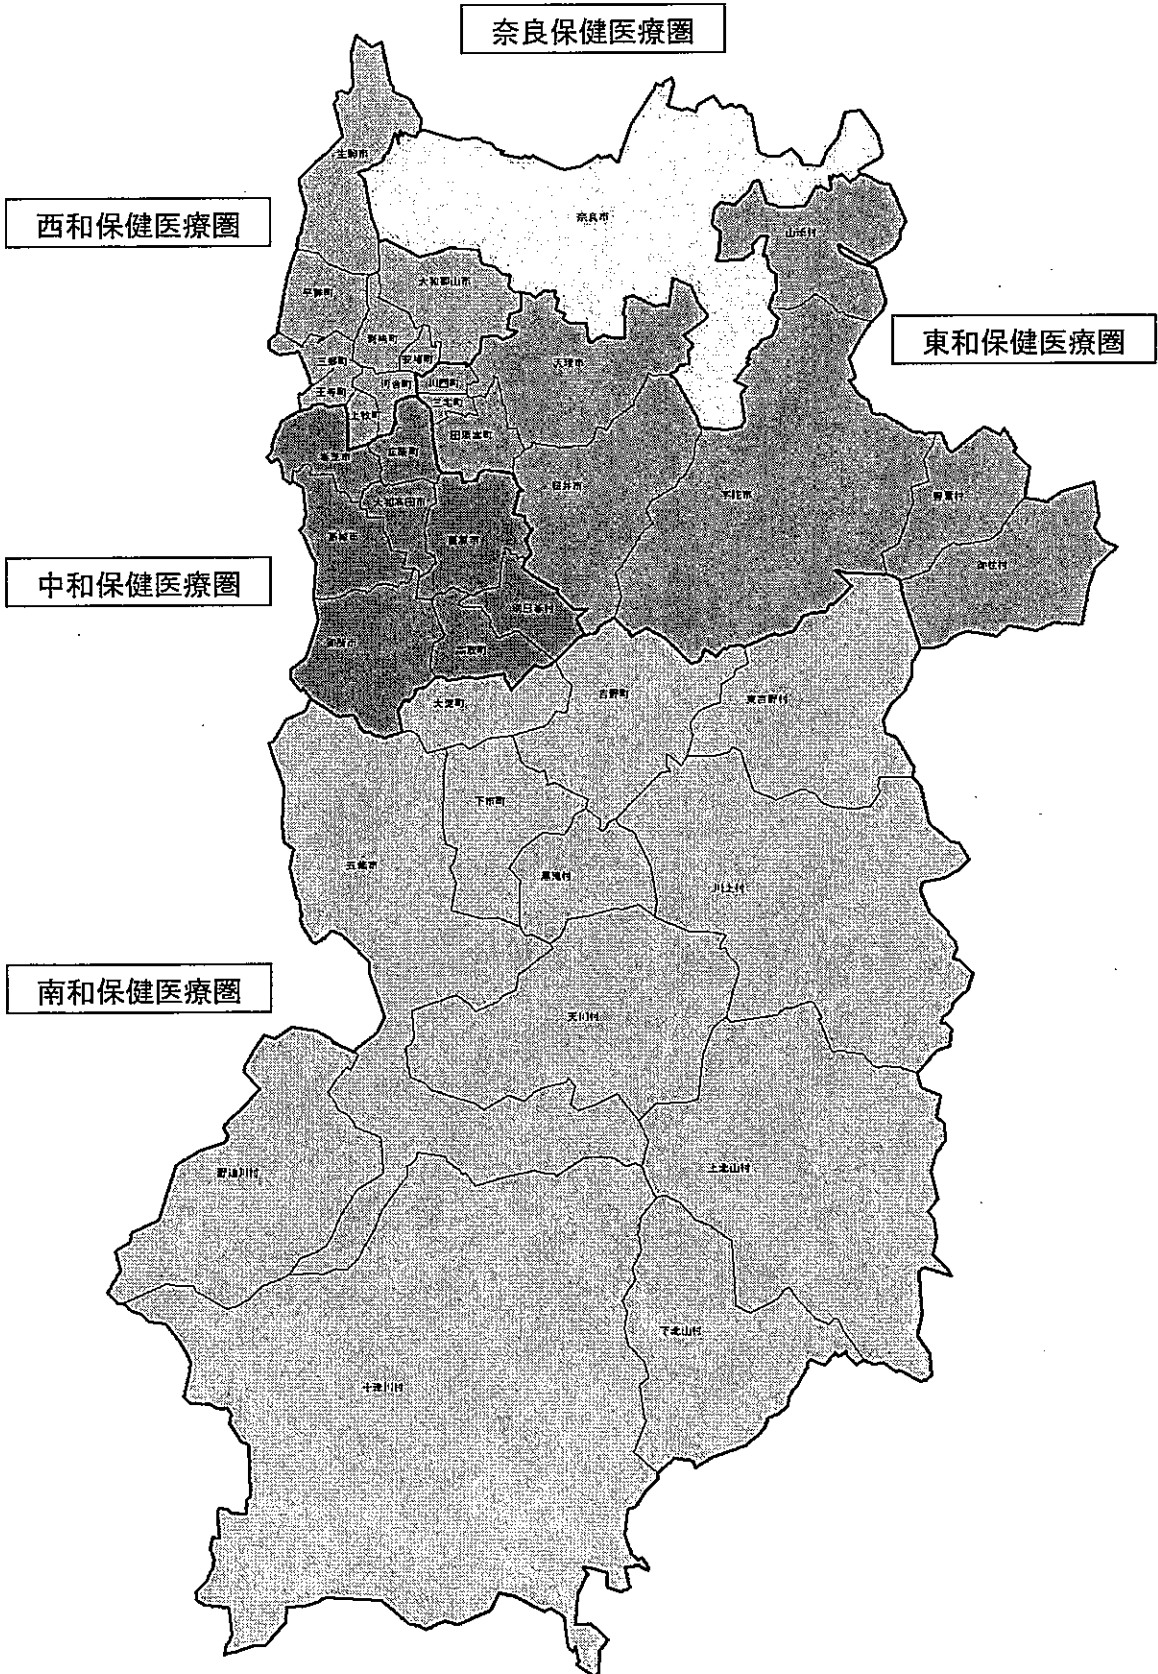 奈良保健医療圏
生駒市
奈良市
西和保健医療圏
山添村
大和郡山市
平群町
斑鳩町
東和保健医療圏
三郷町
安堵町
天理市
河合町
川西町
王寺町
三宅町
上牧町
田原本町
香芝市
広陵町
桜井市
宇陀市
曽爾村
大和高田市
葛城市
橿原市
御杖村
中和保健医療圏
明日香村
御所市
高取町
大淀町
吉野町
東吉野村
下市町
五條市
黒滝村
川上村
南和保健医療圏
天川村
野迫川村
上北山村
下北山村
十津川村